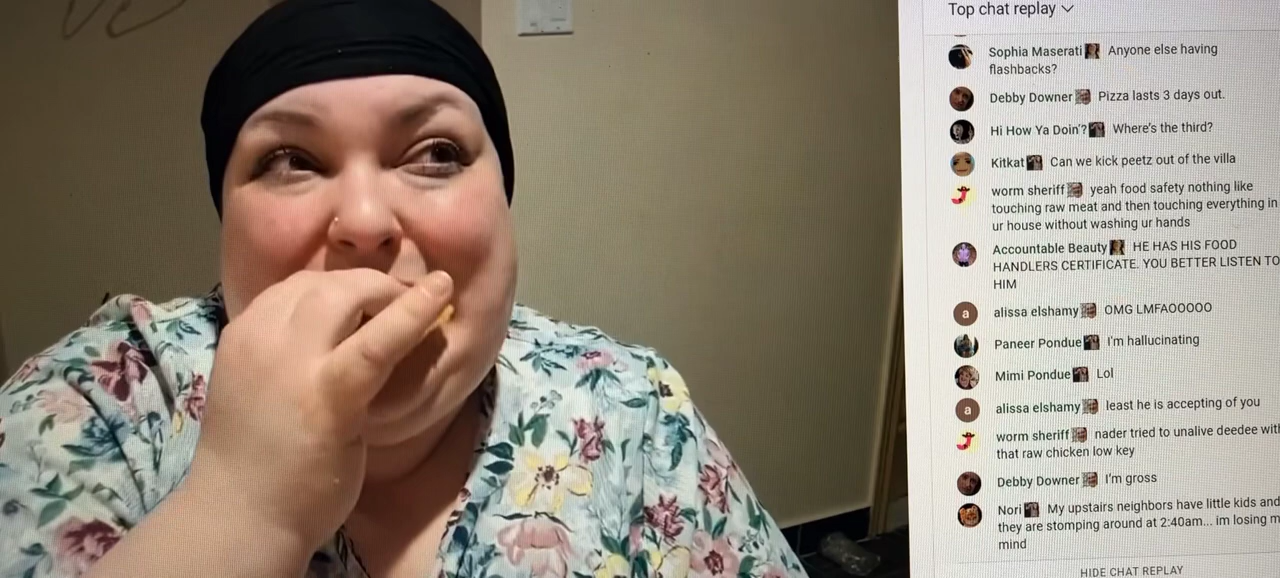 Top chat replay
Sophia Maserati Anyone else having
flashbacks?
Debby Downer Pizza lasts 3 days out.
Hi How Ya Doin'? Where's the third?
Kitkat Can we kick peetz out of the villa
worm sheriff yeah food safety nothing like
touching raw meat and then touching everything in
ur house without washing ur hands
Accountable Beauty HE HAS HIS FOOD
HANDLERS CERTIFICATE. YOU BETTER LISTEN TO
HIM
a alissa elshamy OMG LMFAOOOOO
Paneer Pondue I'm hallucinating
Mimi Pondue Lol
a alissa elshamy least he is accepting of you
worm sheriff nader tried to unalive deedee with
that raw chicken low key
Debby Downer I'm gross
Nori My upstairs neighbors have little kids and
they are stomping around at 2:40am... im losing m
mind
HIDE CHAT REPLAY